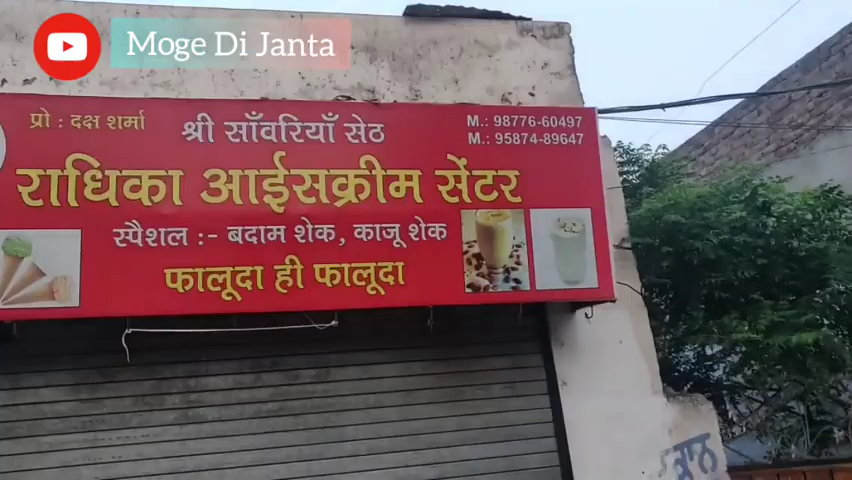 Moge Di Janta
प्रो : दक्ष शर्मा
श्री साँवरियाँ सेठ
M.: 98776-60497
M.: 95874-89647
राधिका आईसक्रीम सेंटर
स्पैशल :- बदाम शेक, काजू शेक
फालूदा ही फालूदा